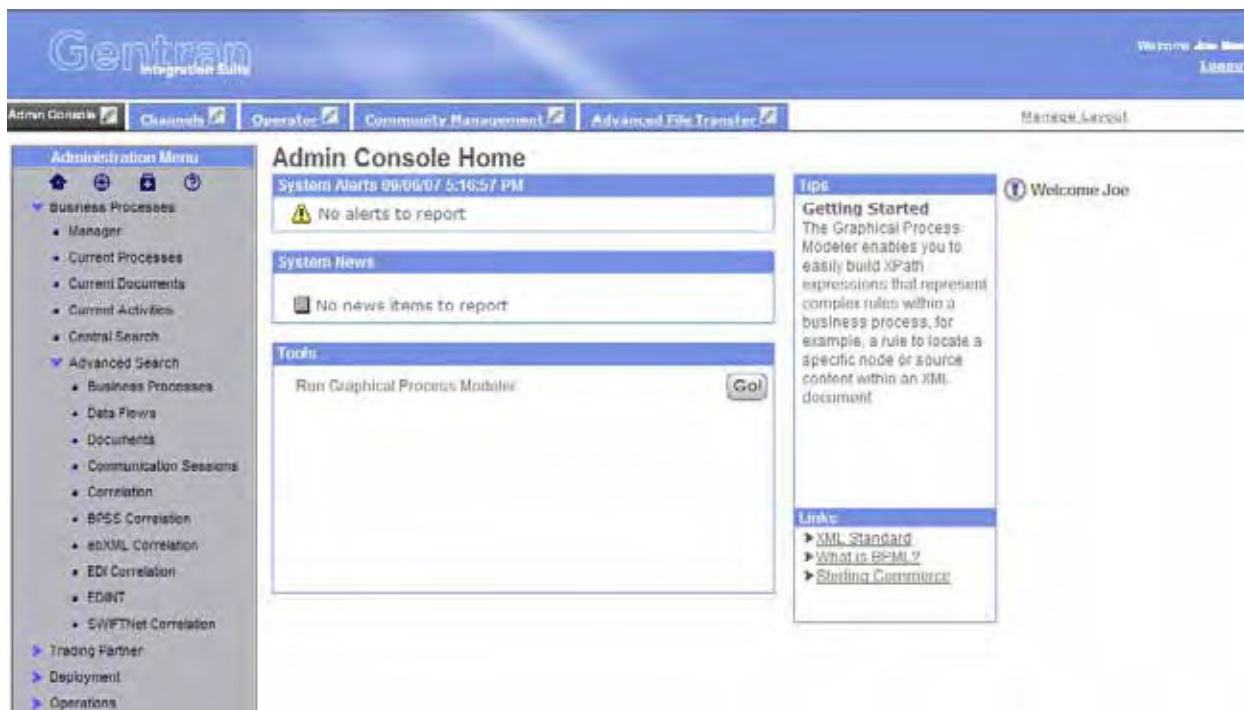 Gentran
Integration Suite
Welcome Joe
Logout
Admin Console
Channels
Operator
Community Management
Advanced File Transfer
Manage Layout
Administration Menu
Business Processes
Manager
Current Processes
Current Documents
Current Activities
Central Search
Advanced Search
Business Processes
Data Flows
Documents
Communication Sessions
Correlation
BPSS Correlation
ebXML Correlation
EDI Correlation
EDINT
SWIFTNet Correlation
Trading Partner
Deployment
Operations
Admin Console Home
System Alerts 09/06/07 5:16:57 PM
No alerts to report
System News
No news items to report
Tools
Run Graphical Process Modeler
Go!
Tips
Getting Started
The Graphical Process
Modeler enables you to
easily build XPath
expressions that represent
complex rules within a
business process, for
example, a rule to locate a
specific node or source
content within an XML
document
Links
XML Standard
What is BPML?
Sterling Commerce
Welcome Joe